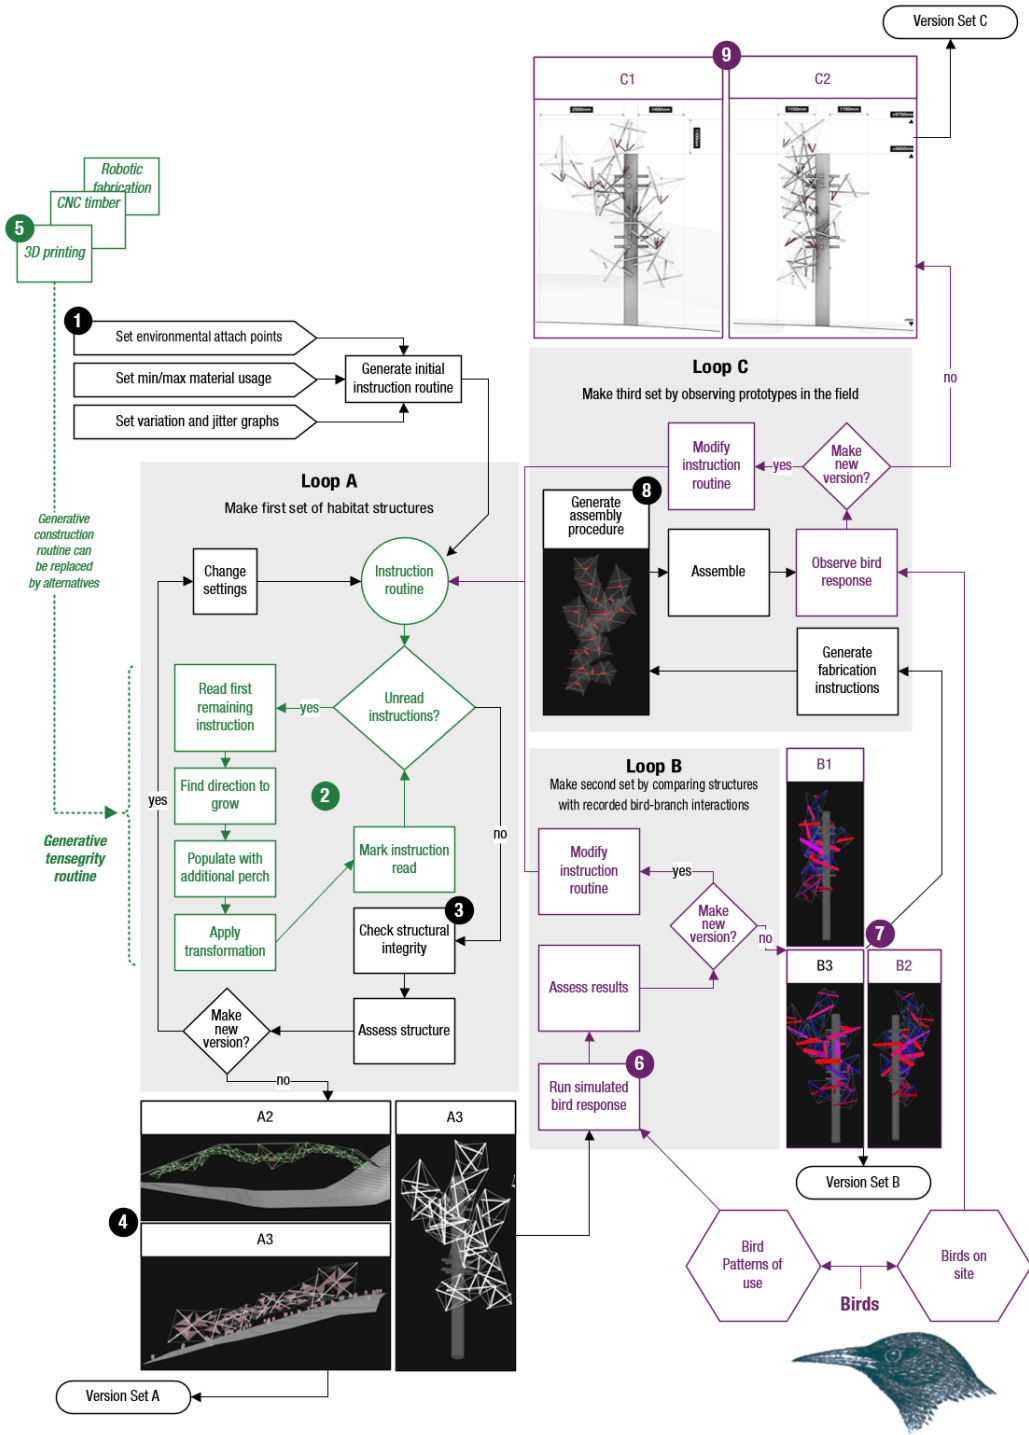 Version Set C
9
C1
C2
2500mm
1400mm
1150mm
1150mm
Robotic
fabrication
CNC timber
5
3D printing
1
Set environmental attach points
Set min/max material usage
Set variation and jitter graphs
Generate initial
instruction routine
Loop C
Make third set by observing prototypes in the field
no
Modify
instruction
routine
yes
Make
new
version?
8
Generate
assembly
procedure
Assemble
Observe bird
response
Generate
fabrication
instructions
Loop A
Make first set of habitat structures
Generative
construction
routine can
be replaced
by alternatives
Change
settings
Instruction
routine
Read first
remaining
instruction
yes
Unread
instructions?
Find direction to
grow
2
yes
no
Generative
tensegrity
routine
Populate with
additional perch
Mark instruction
read
Apply
transformation
3
Check structural
integrity
Make
new
version?
Assess structure
no
Loop B
Make second set by comparing structures
with recorded bird-branch interactions
B1
Modify
instruction
routine
yes
Make
new
version?
no
7
B3
B2
Assess results
6
Run simulated
bird response
Version Set B
A2
A3
4
A3
Version Set A
Bird
Patterns of
use
Birds on
site
Birds